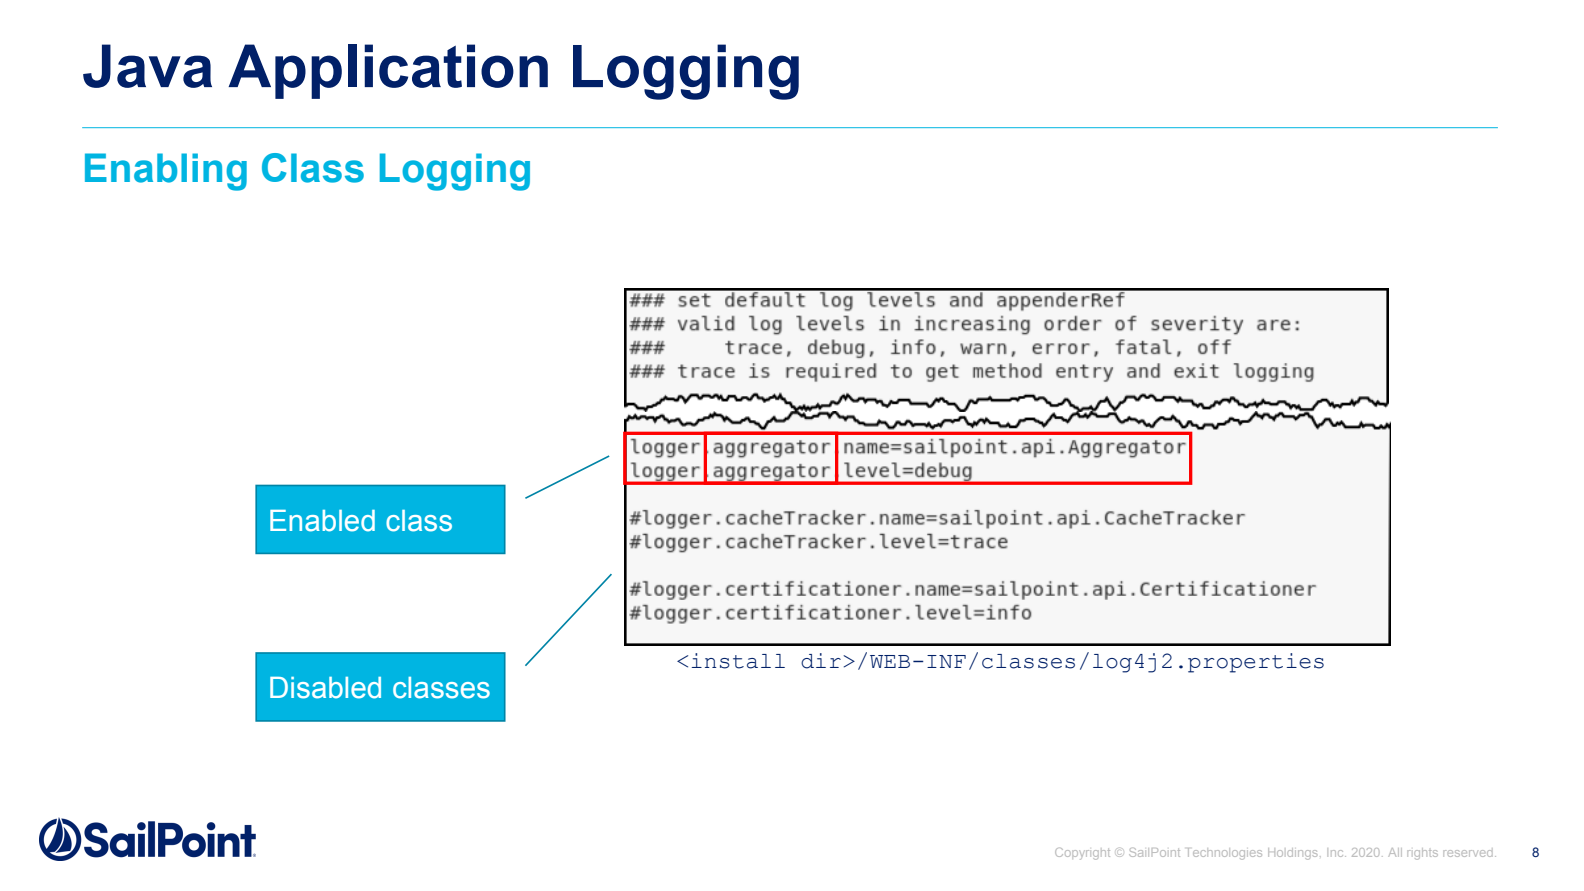 Java Application Logging
Enabling Class Logging
### set default log levels and appenderRef
### valid log levels in increasing order of severity are:
###     trace, debug, info, warn, error, fatal, off
### trace is required to get method entry and exit logging
logger.aggregator.name=sailpoint.api.Aggregator
logger.aggregator.level=debug
#logger.cacheTracker.name=sailpoint.api.CacheTracker
#logger.cacheTracker.level=trace
#logger.certificationer.name=sailpoint.api.Certificationer
#logger.certificationer.level=info
<install dir>/WEB-INF/classes/log4j2.properties
Enabled class
Disabled classes
SailPoint
Copyright © SailPoint Technologies Holdings, Inc. 2020. All rights reserved.
8